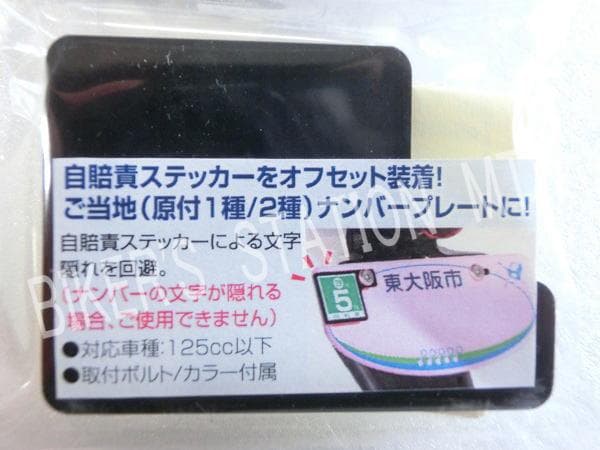 自賠責ステッカーをオフセット装着!
ご当地(原付1種/2種)ナンバープレートに!
自賠責ステッカーによる文字
隠れを回避。
(ナンバーの文字が隠れる
場合、ご使用できません)
●対応車種:125cc以下
●取付ボルト/カラー付属
5
東大阪市
BIKER'S STATION